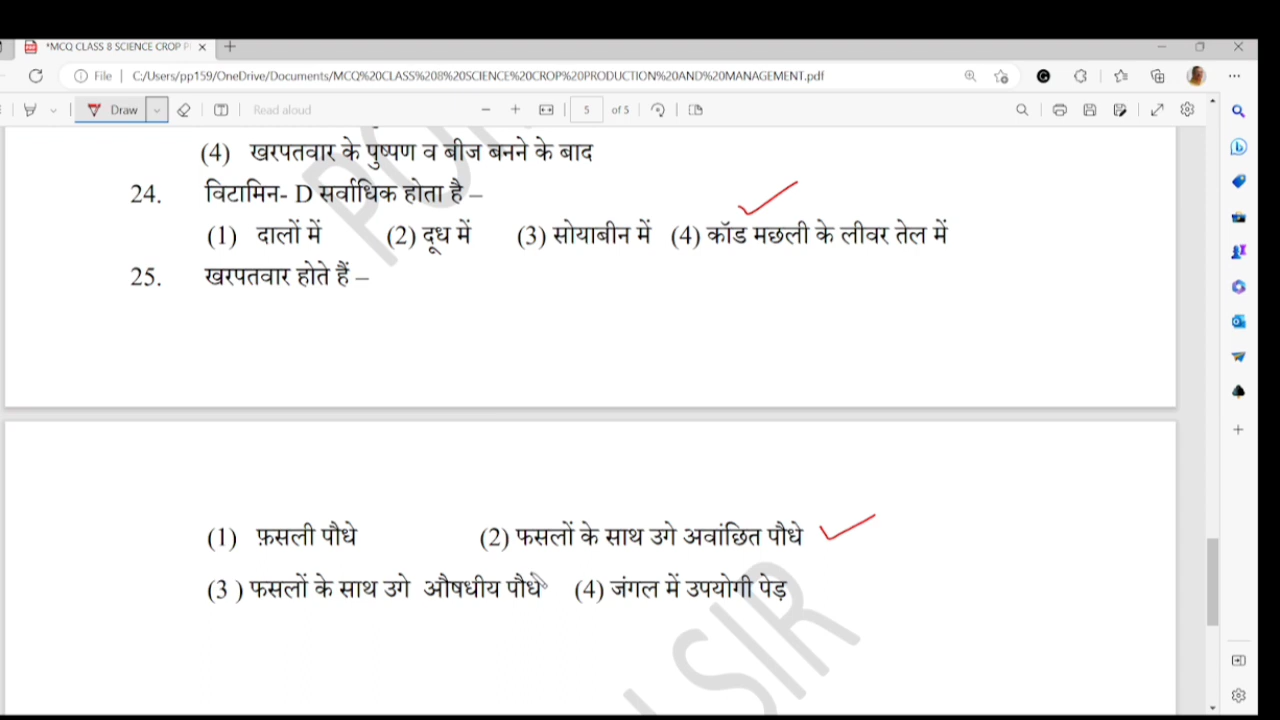 *MCQ CLASS 8 SCIENCE CROP P
File C:/Users/pp159/OneDrive/Documents/MCQ%20CLASS%208%20SCIENCE%20CROP%20PRODUCTION%20AND%20MANAGEMENT.pdf
Draw Read aloud 5 of 5
(4) खरपतवार के पुष्पण व बीज बनने के बाद
24. विटामिन- D सर्वाधिक होता है –
(1) दालों में (2) दूध में (3) सोयाबीन में (4) कॉड मछली के लीवर तेल में
25. खरपतवार होते हैं –
(1) फ़सली पौधे (2) फसलों के साथ उगे अवांछित पौधे
(3 ) फसलों के साथ उगे औषधीय पौधे (4) जंगल में उपयोगी पेड़
SIR